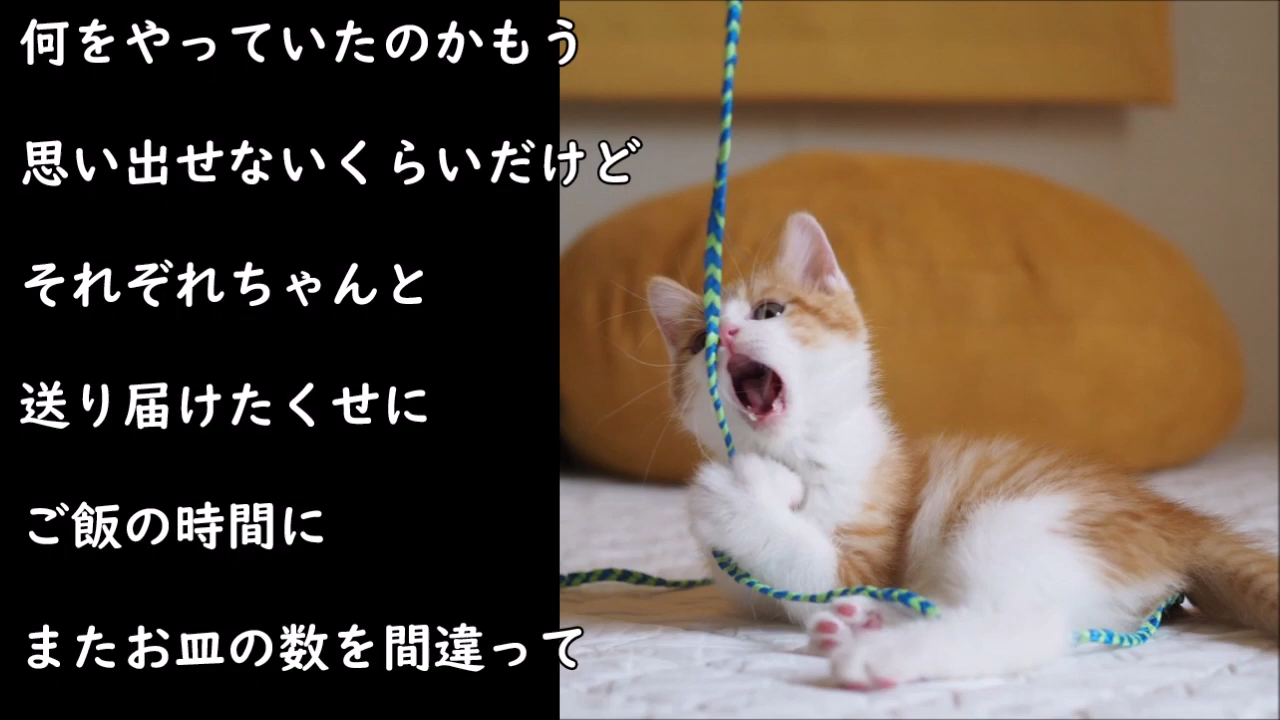 何をやっていたのかもう
思い出せないくらいだけど
それぞれちゃんと
送り届けたくせに
ご飯の時間に
またお皿の数を間違って